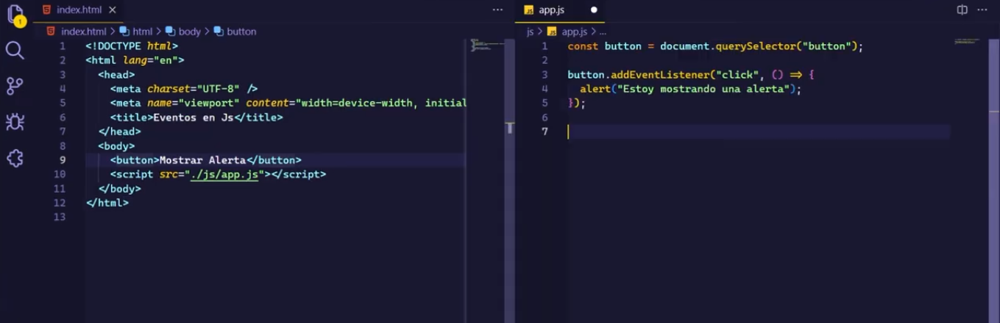 index.html
index.html > html > body > button
1 <!DOCTYPE html>
2 <html lang="en">
3 <head>
4 <meta charset="UTF-8" />
5 <meta name="viewport" content="width=device-width, initial
6 <title>Eventos en Js</title>
7 </head>
8 <body>
9 <button>Mostrar Alerta</button>
10 <script src="./js/app.js"></script>
11 </body>
12 </html>
13
JS app.js
js > JS app.js > ...
1 const button = document.querySelector("button");
2
3 button.addEventListener("click", () => {
4 alert("Estoy mostrando una alerta");
5 });
6
7
1